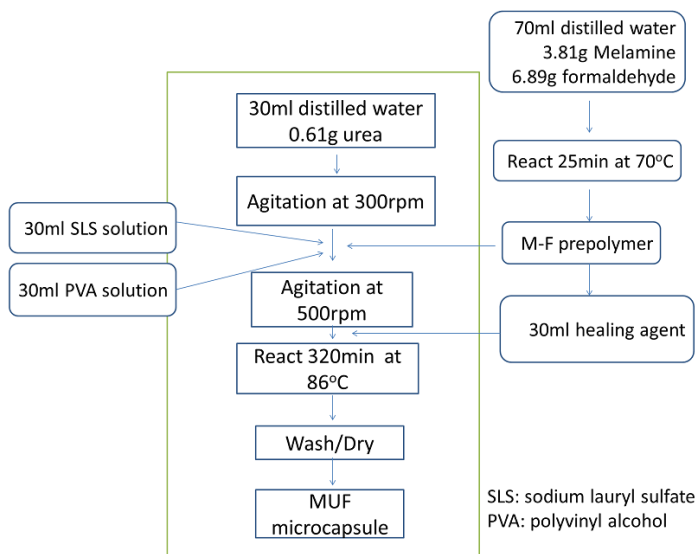 70ml distilled water
3.81g Melamine
6.89g formaldehyde
30ml distilled water
0.61g urea
React 25min at 70°C
Agitation at 300rpm
30ml SLS solution
M-F prepolymer
30ml PVA solution
Agitation at
500rpm
30ml healing agent
React 320min at
86°C
Wash/Dry
MUF
microcapsule
SLS: sodium lauryl sulfate
PVA: polyvinyl alcohol